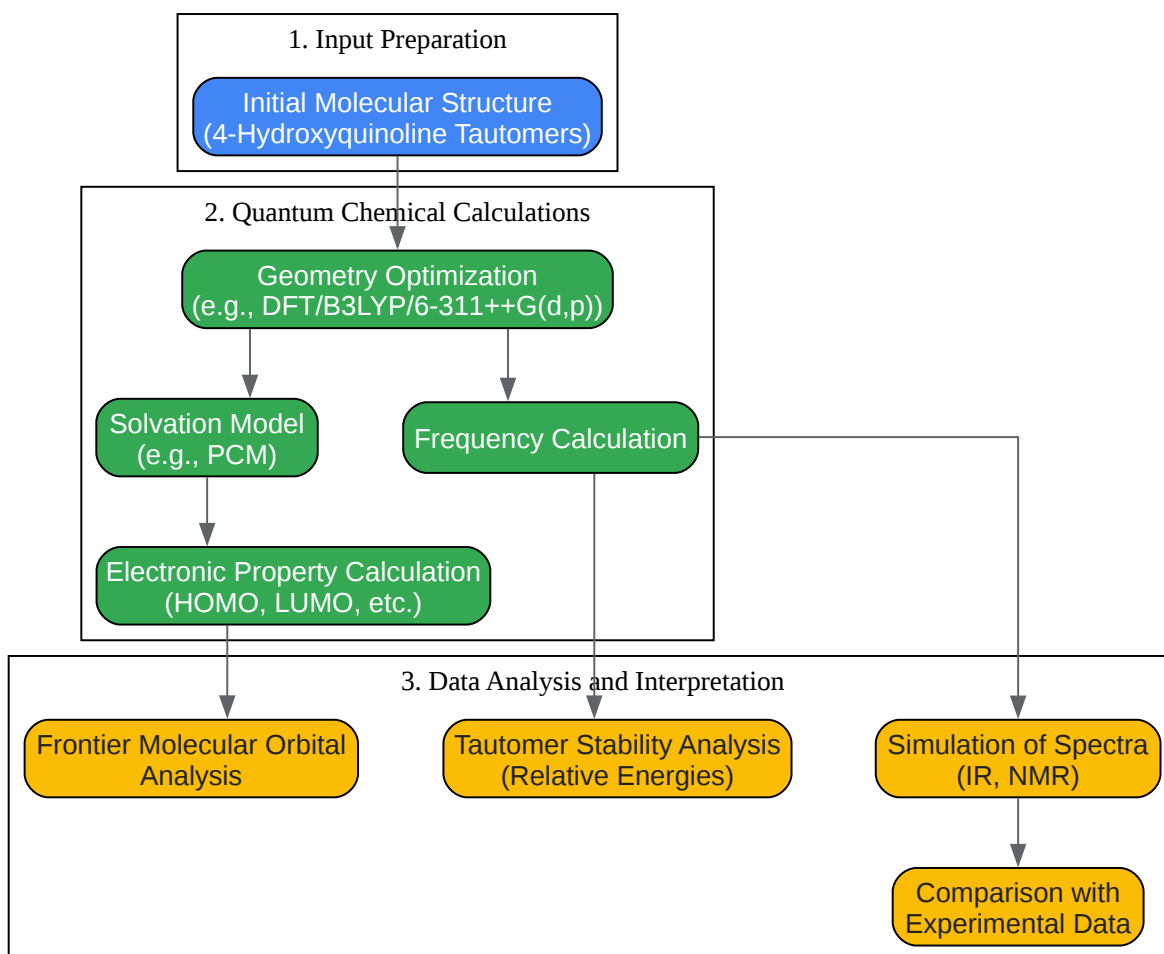 1. Input Preparation
Initial Molecular Structure
(4-Hydroxyquinoline Tautomers)
2. Quantum Chemical Calculations
Geometry Optimization
(e.g., DFT/B3LYP/6-311++G(d,p))
Solvation Model
(e.g., PCM)
Frequency Calculation
Electronic Property Calculation
(HOMO, LUMO, etc.)
3. Data Analysis and Interpretation
Frontier Molecular Orbital
Analysis
Tautomer Stability Analysis
(Relative Energies)
Simulation of Spectra
(IR, NMR)
Comparison with
Experimental Data